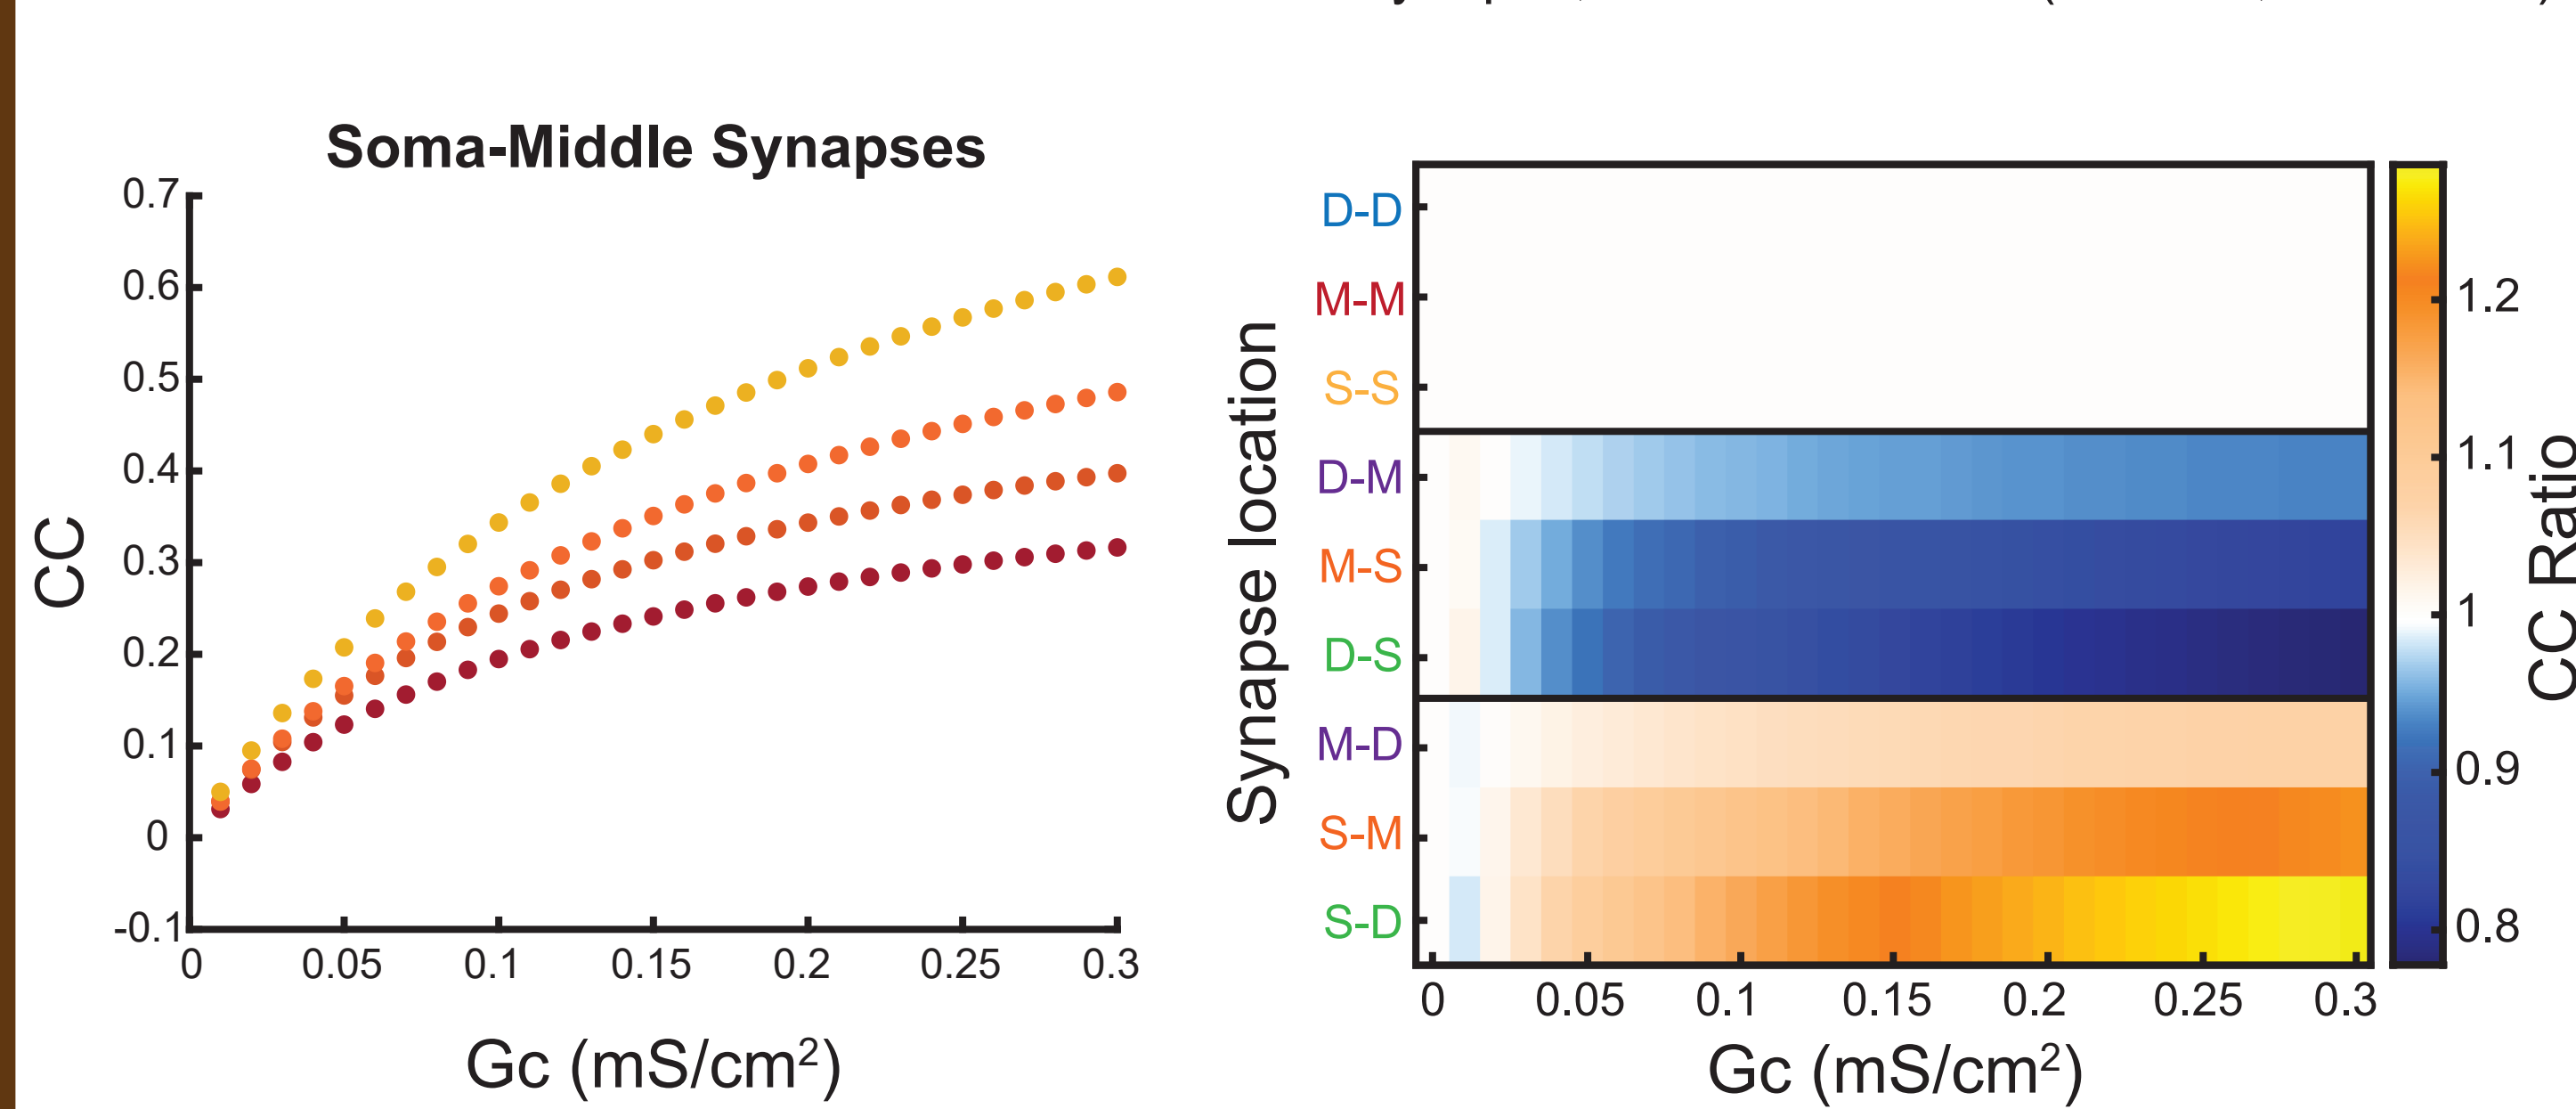 Soma-Middle Synapses
0.7
0.6
0.5
0.4
0.3
0.2
0.1
0
-0.1
CC
0 0.05 0.1 0.15 0.2 0.25 0.3
Gc (mS/cm²)
Synapse location
D-D
M-M
S-S
D-M
M-S
D-S
M-D
S-M
S-D
0 0.05 0.1 0.15 0.2 0.25 0.3
Gc (mS/cm²)
1.2
1.1
1
0.9
0.8
CC Ratio